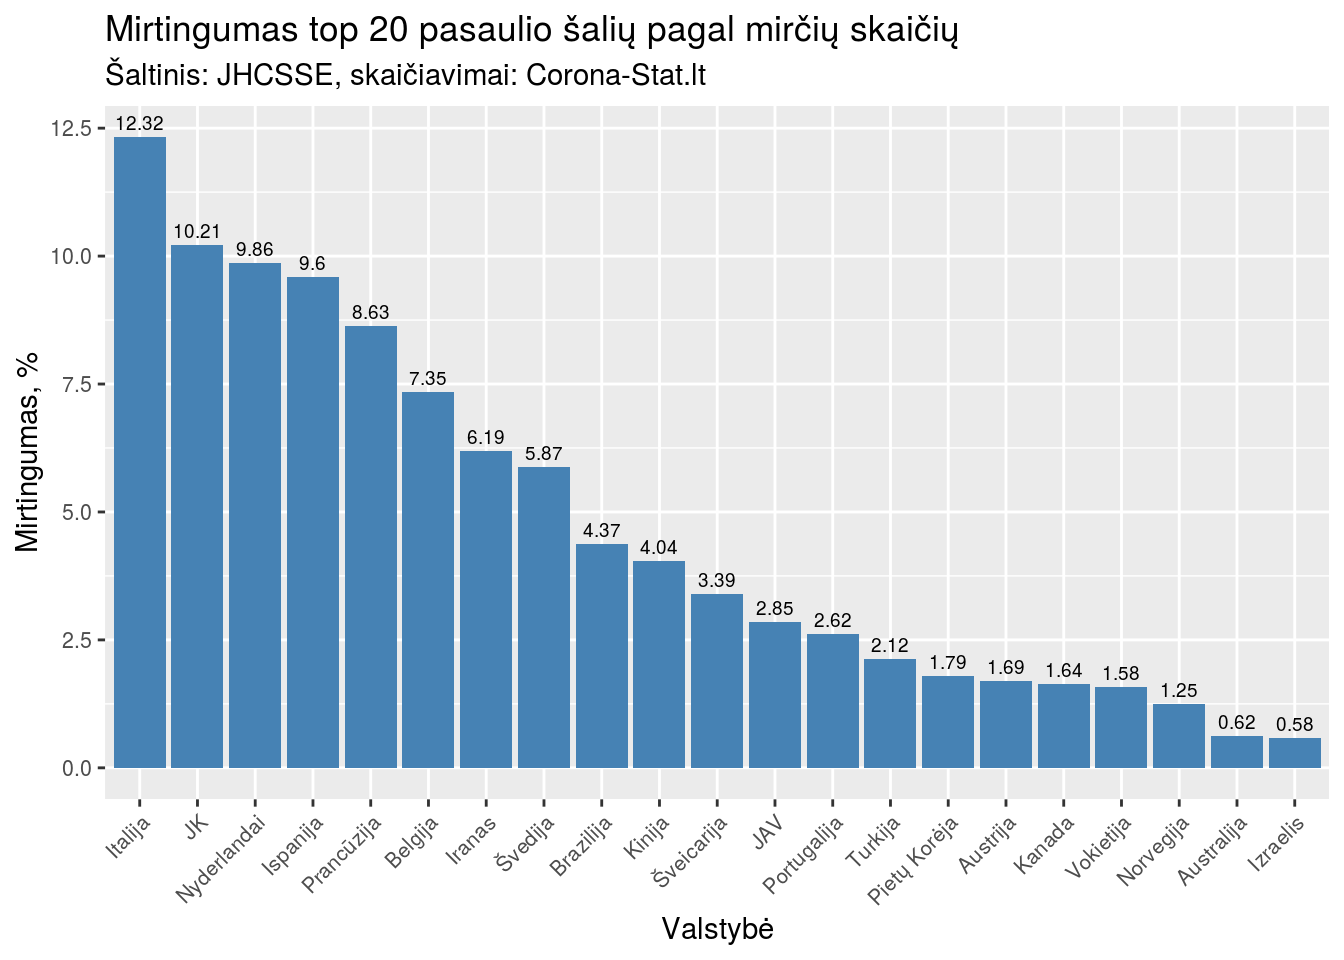 Mirtingumas top 20 pasaulio šalių pagal mirčių skaičių
Šaltinis: JHCSSE, skaičiavimai: Corona-Stat.lt
Mirtingumas, %
12.5
10.0
7.5
5.0
2.5
0.0
12.32
10.21
9.86
9.6
8.63
7.35
6.19
5.87
4.37
4.04
3.39
2.85
2.62
2.12
1.79
1.69
1.64
1.58
1.25
0.62
0.58
Italija
JK
Nyderlandai
Ispanija
Prancūzija
Belgija
Iranas
Švedija
Brazilija
Kinija
Šveicarija
JAV
Portugalija
Turkija
Pietų Korėja
Austrija
Kanada
Vokietija
Norvegija
Australija
Izraelis
Valstybė